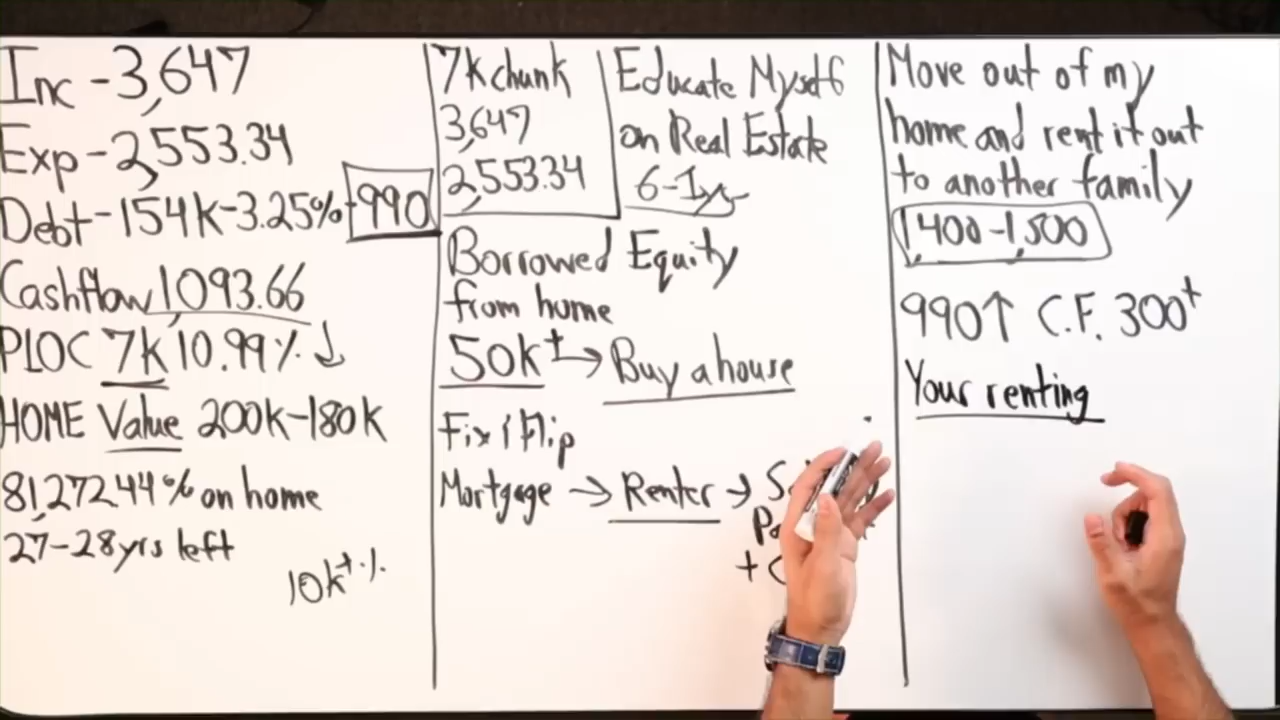 Inc - 3,647
Exp - 2,553.34
Debt - 154K - 3.25% - 990
Cashflow 1,093.66
PLOC 7K 10.99% ↓
HOME Value 200K - 180K
81,272.44 % on home
27-28yrs left
10K+ %
7K chunk
3,647
2,553.34
Educate Myself
on Real Estate
6-1yr
Borrowed Equity
from home
50K+ → Buy a house
Fix & Flip
Mortgage → Renter →
+
Move out of my
home and rent it out
to another family
1,400 - 1,500
990↑ C.F. 300+
Your renting